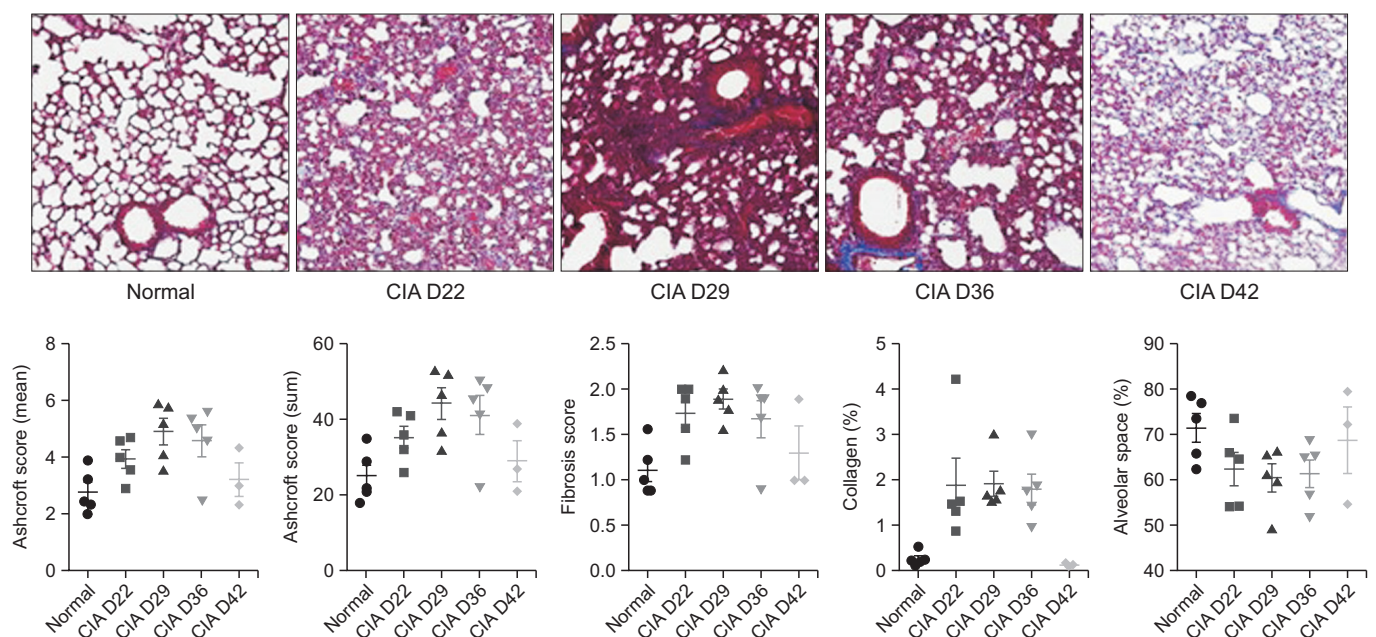 Normal
CIA D22
CIA D29
CIA D36
CIA D42
Ashcroft score (mean)
8
6
4
2
0
Normal
CIA D22
CIA D29
CIA D36
CIA D42
Ashcroft score (sum)
60
40
20
0
Normal
CIA D22
CIA D29
CIA D36
CIA D42
Fibrosis score
2.5
2.0
1.5
1.0
0.5
0.0
Normal
CIA D22
CIA D29
CIA D36
CIA D42
Collagen (%)
5
4
3
2
1
0
Normal
CIA D22
CIA D29
CIA D36
CIA D42
Alveolar space (%)
90
80
70
60
50
40
Normal
CIA D22
CIA D29
CIA D36
CIA D42